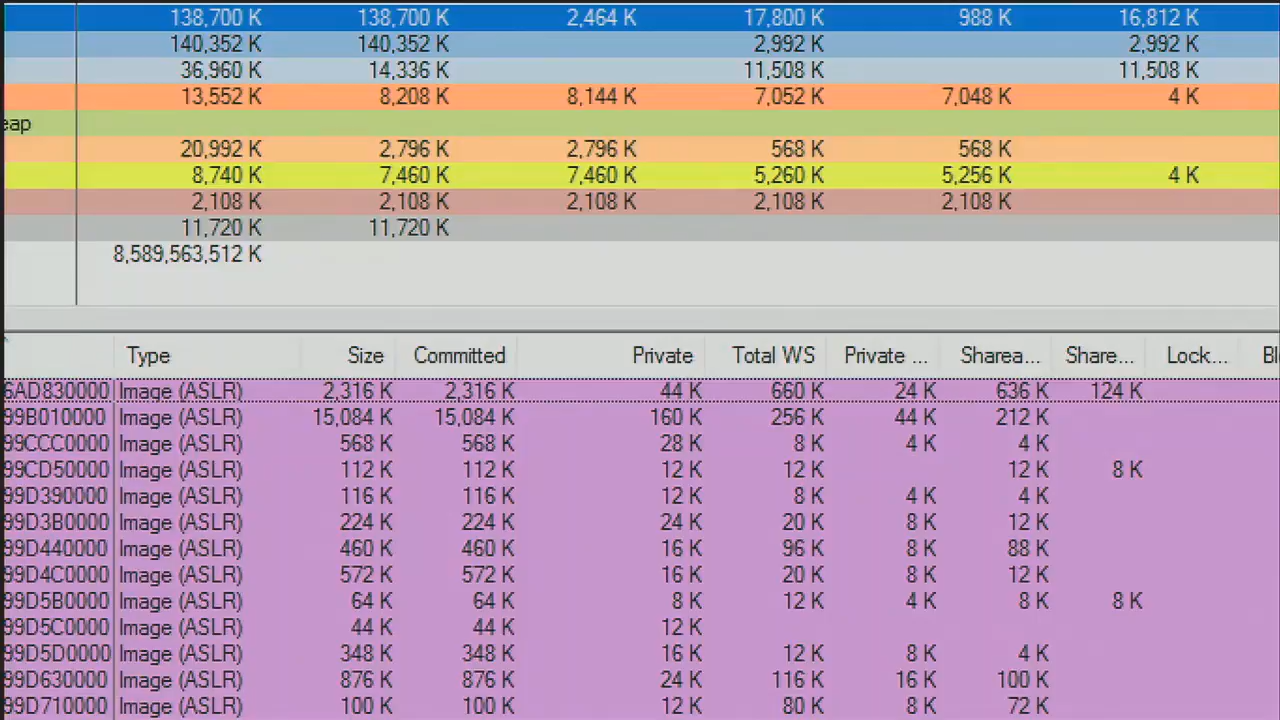 138,700 K 138,700 K 2,464 K 17,800 K 988 K 16,812 K
140,352 K 140,352 K 2,992 K 2,992 K
36,960 K 14,336 K 11,508 K 11,508 K
13,552 K 8,208 K 8,144 K 7,052 K 7,048 K 4 K
eap
20,992 K 2,796 K 2,796 K 568 K 568 K
8,740 K 7,460 K 7,460 K 5,260 K 5,256 K 4 K
2,108 K 2,108 K 2,108 K 2,108 K 2,108 K
11,720 K 11,720 K
8,589,563,512 K
Type Size Committed Private Total WS Private ... Sharea... Share... Lock... Bl
6AD830000 Image (ASLR) 2,316 K 2,316 K 44 K 660 K 24 K 636 K 124 K
99B010000 Image (ASLR) 15,084 K 15,084 K 160 K 256 K 44 K 212 K
99CCC0000 Image (ASLR) 568 K 568 K 28 K 8 K 4 K 4 K
99CD50000 Image (ASLR) 112 K 112 K 12 K 12 K 12 K 8 K
99D390000 Image (ASLR) 116 K 116 K 12 K 8 K 4 K 4 K
99D3B0000 Image (ASLR) 224 K 224 K 24 K 20 K 8 K 12 K
99D440000 Image (ASLR) 460 K 460 K 16 K 96 K 8 K 88 K
99D4C0000 Image (ASLR) 572 K 572 K 16 K 20 K 8 K 12 K
99D5B0000 Image (ASLR) 64 K 64 K 8 K 12 K 4 K 8 K 8 K
99D5C0000 Image (ASLR) 44 K 44 K 12 K
99D5D0000 Image (ASLR) 348 K 348 K 16 K 12 K 8 K 4 K
99D630000 Image (ASLR) 876 K 876 K 24 K 116 K 16 K 100 K
99D710000 Image (ASLR) 100 K 100 K 12 K 80 K 8 K 72 K